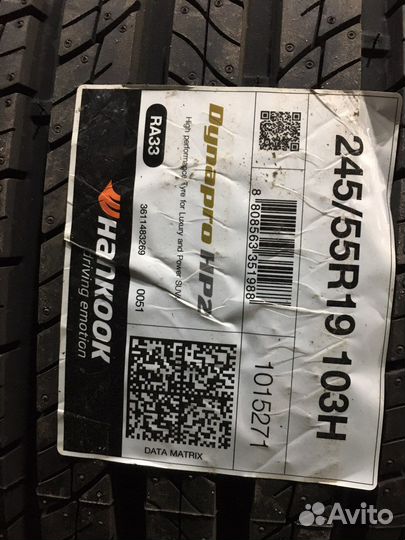 HANKOOK
driving emotion
RA33
Dynapro HP2
High performance Tyre for Luxury and Power SUV
3611483269 0051
DATA MATRIX
8 808563 351988
1015271
245/55R19 103H
Avito